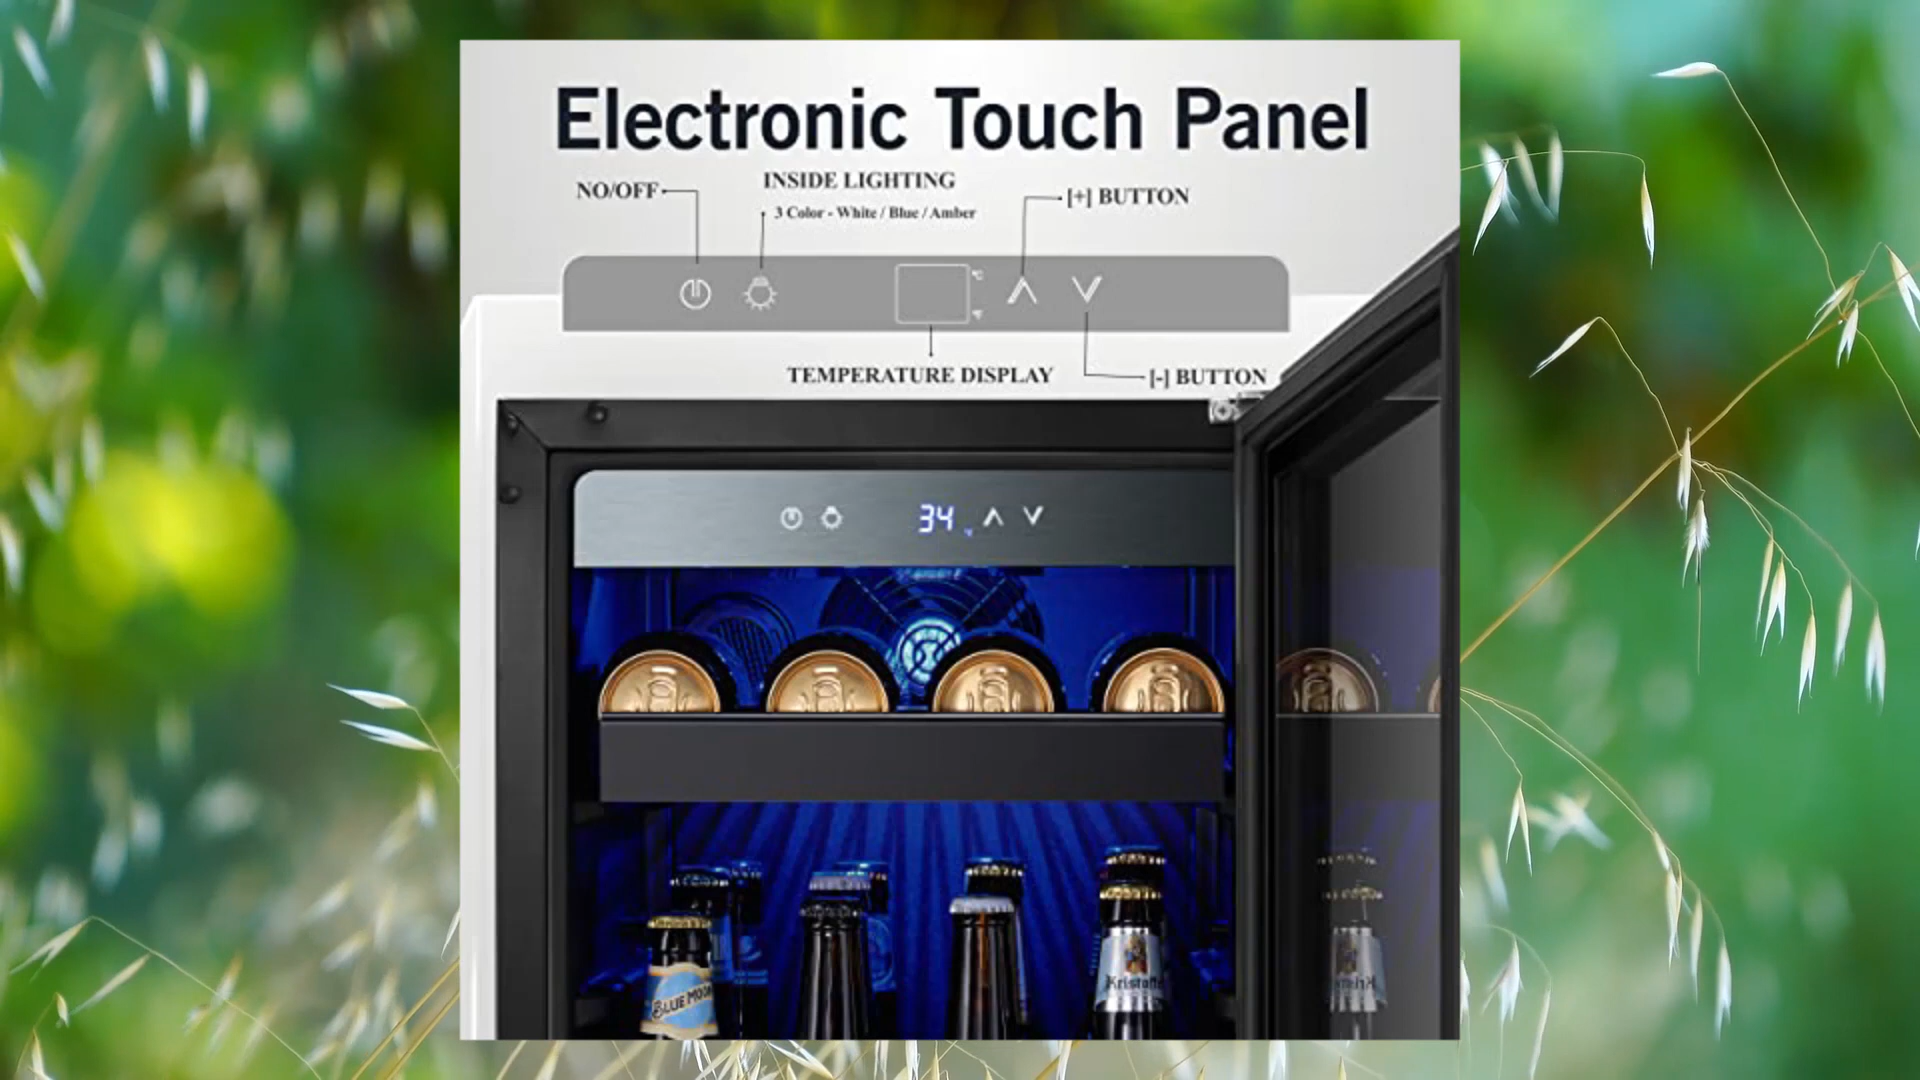 Electronic Touch Panel
NO/OFF
INSIDE LIGHTING
3 Color - White / Blue / Amber
[+] BUTTON
°C
°F
TEMPERATURE DISPLAY
[-] BUTTON
34
BLUE MOON